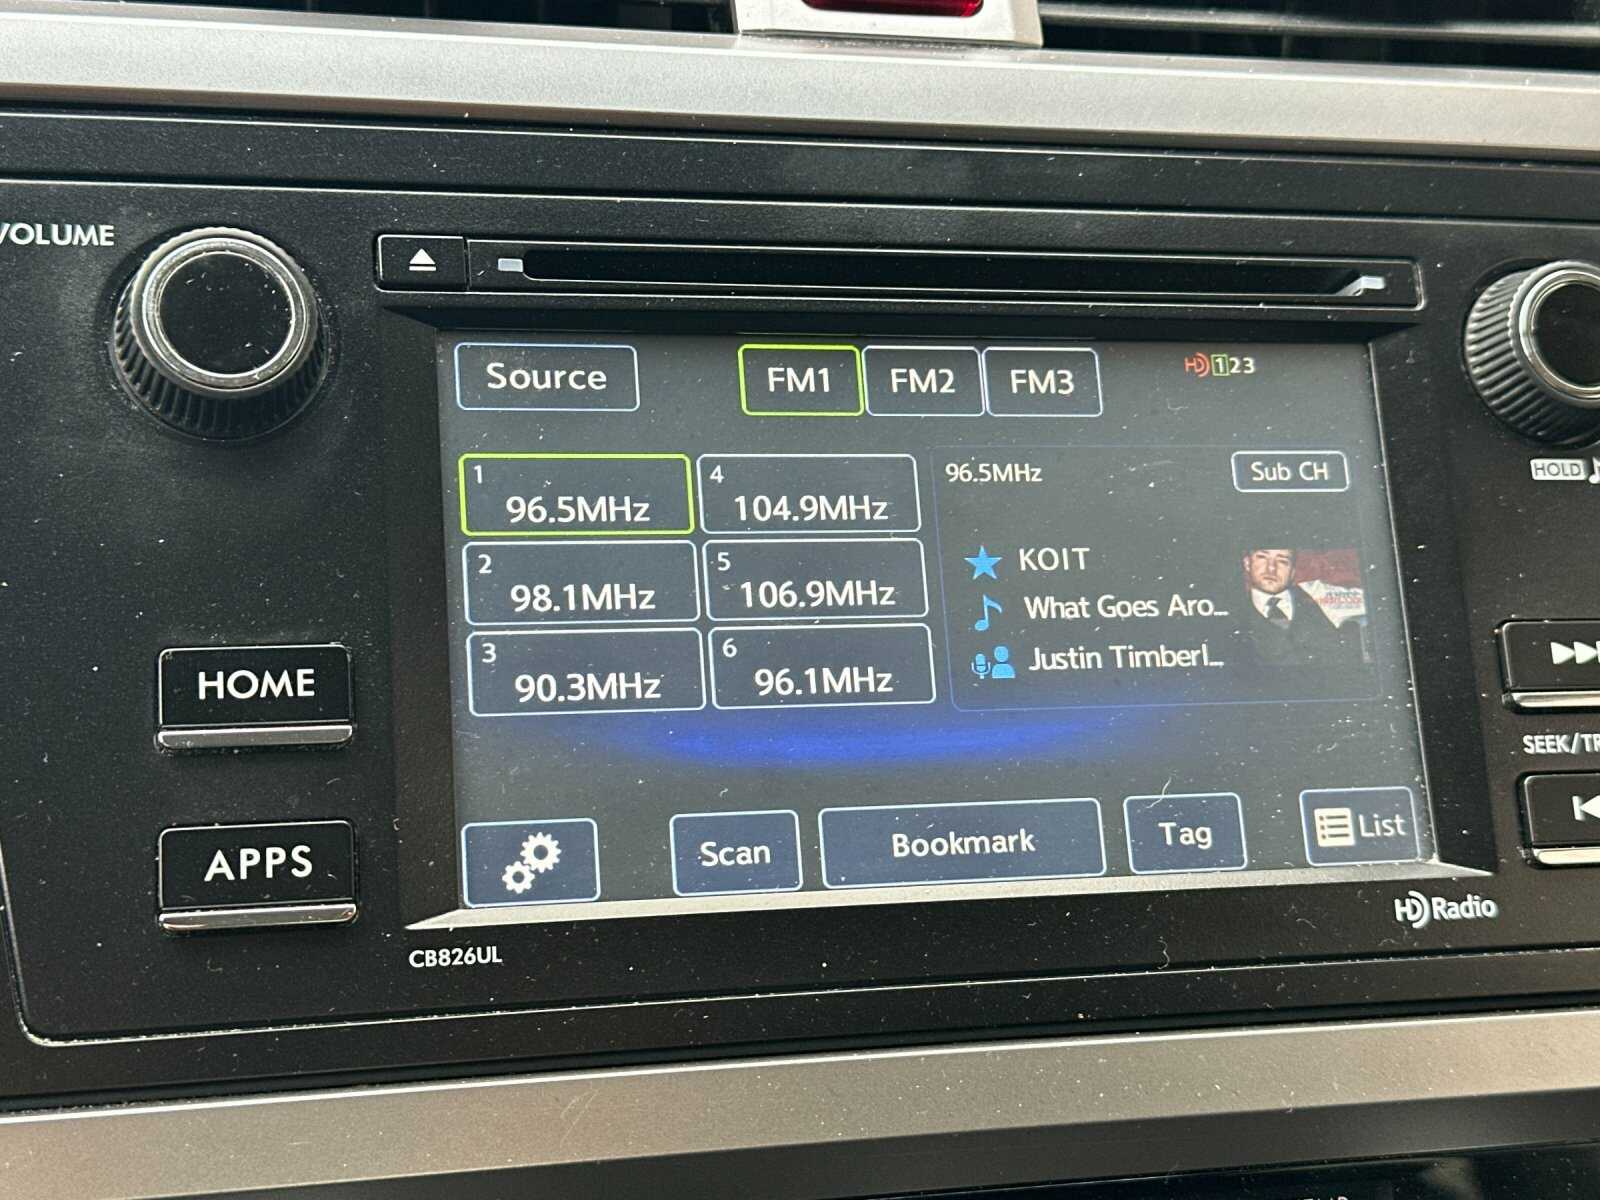 VOLUME
Source
FM1 FM2 FM3
HD 1 2 3
1 96.5MHz
4 104.9MHz
2 98.1MHz
5 106.9MHz
3 90.3MHz
6 96.1MHz
96.5MHz
Sub CH
KOIT
What Goes Aro...
Justin Timberl...
HOLD
HOME
APPS
SEEK/TR
Scan
Bookmark
Tag
List
HD Radio
CB826UL